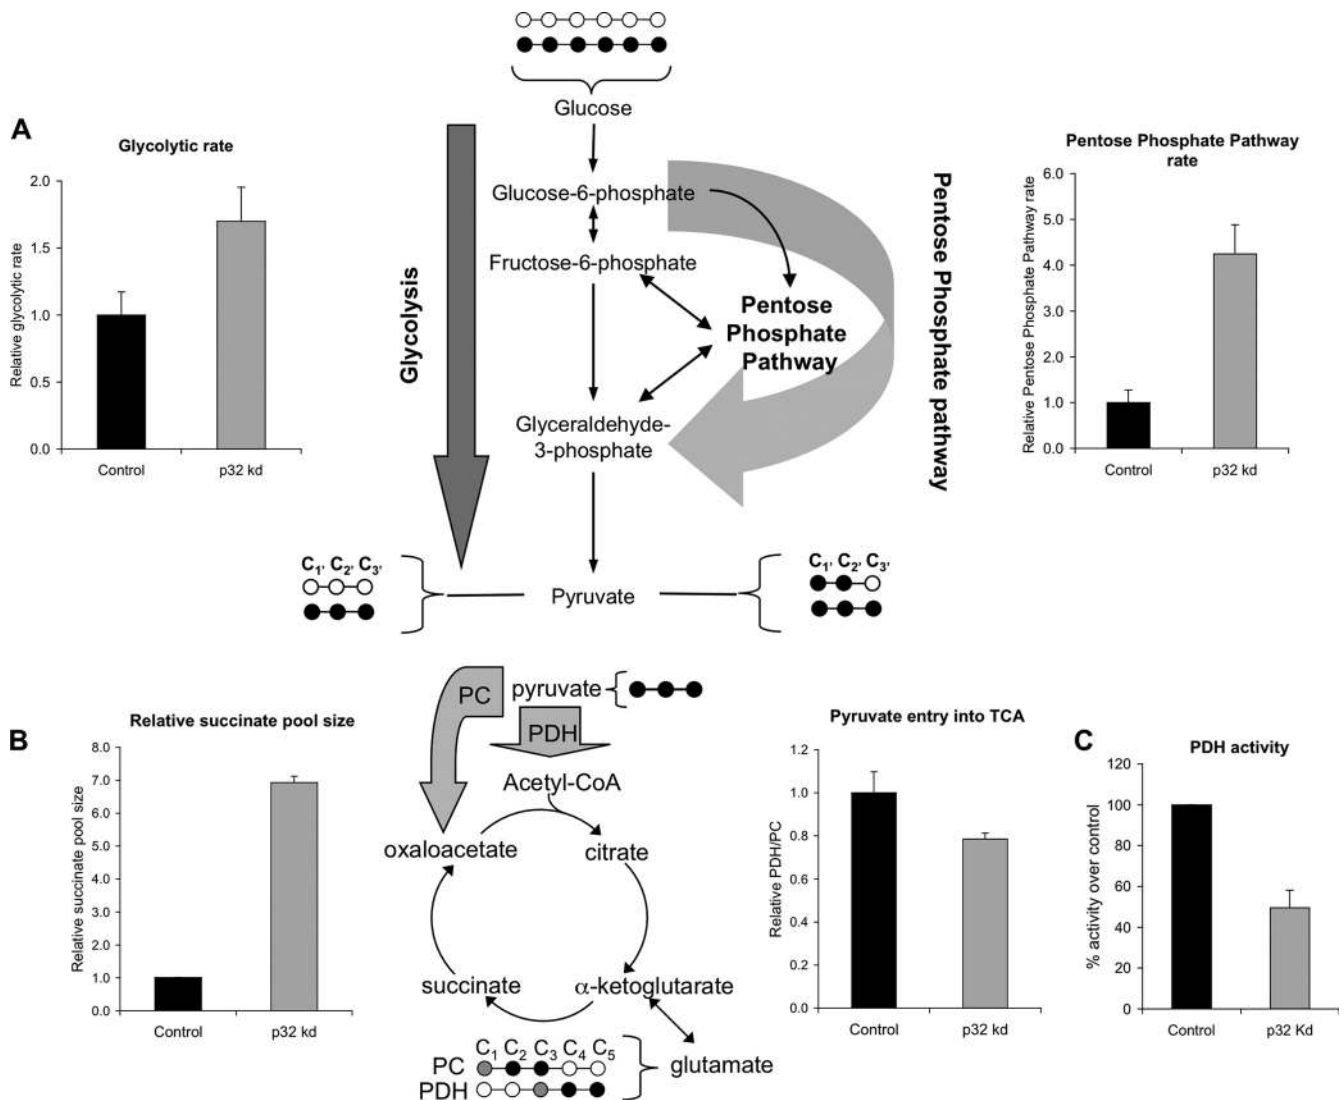 Glucose
A
Glycolytic rate
Relative glycolytic rate
2.0
1.5
1.0
0.5
0.0
Control
p32 kd
Glycolysis
Glucose-6-phosphate
Fructose-6-phosphate
Pentose
Phosphate
Pathway
Glyceraldehyde-
3-phosphate
Pentose Phosphate pathway
Pentose Phosphate Pathway
rate
Relative Pentose Phosphate Pathway rate
6.0
5.0
4.0
3.0
2.0
1.0
0.0
Control
p32 kd
C1' C2' C3'
Pyruvate
C1' C2' C3'
B
Relative succinate pool size
Relative succinate pool size
8.0
7.0
6.0
5.0
4.0
3.0
2.0
1.0
0.0
Control
p32 kd
PC
pyruvate
PDH
Acetyl-CoA
oxaloacetate
citrate
succinate
α-ketoglutarate
glutamate
C1 C2 C3 C4 C5
PC
PDH
Pyruvate entry into TCA
Relative PDH/PC
1.2
1.0
0.8
0.6
0.4
0.2
0.0
Control
p32 kd
C
PDH activity
% activity over control
120
100
80
60
40
20
0
Control
p32 Kd